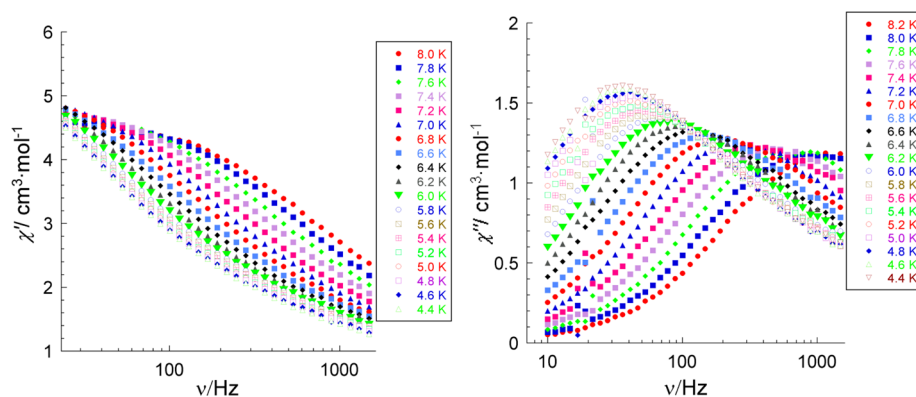 χ'/ cm³·mol⁻¹
6
5
4
3
2
1
100
1000
ν/Hz
8.0 K
7.8 K
7.6 K
7.4 K
7.2 K
7.0 K
6.8 K
6.6 K
6.4 K
6.2 K
6.0 K
5.8 K
5.6 K
5.4 K
5.2 K
5.0 K
4.8 K
4.6 K
4.4 K
χ''/ cm³·mol⁻¹
2
1.5
1
0.5
0
10
100
1000
ν/Hz
8.2 K
8.0 K
7.8 K
7.6 K
7.4 K
7.2 K
7.0 K
6.8 K
6.6 K
6.4 K
6.2 K
6.0 K
5.8 K
5.6 K
5.4 K
5.2 K
5.0 K
4.8 K
4.6 K
4.4 K